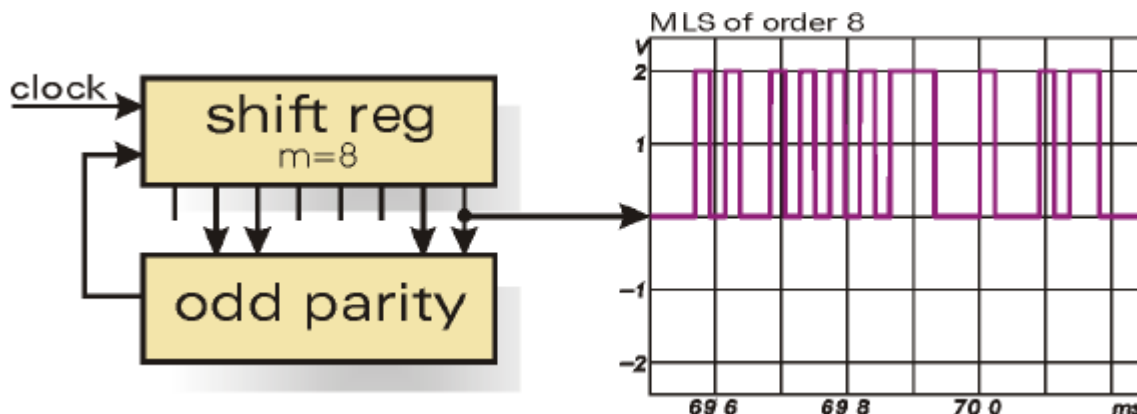 MLS of order 8
V
clock
shift reg
m=8
odd parity
2
1
0
−1
−2
69 6 69 8 70 0